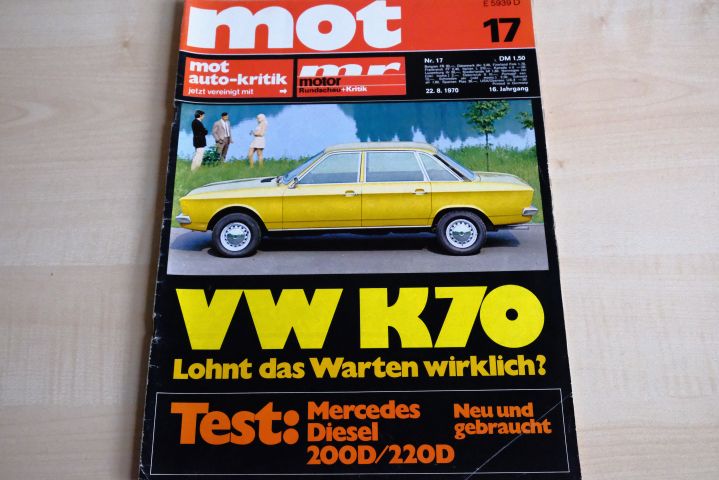 E 5939 D
mot
17
mot
auto-kritik
jetzt vereinigt mit
mr
motor
Rundschau+Kritik
Nr. 17
DM 1,50
22. 8. 1970
16. Jahrgang
VW K70
Lohnt das Warten wirklich?
Test:
Mercedes
Diesel
200D/220D
Neu und
gebraucht